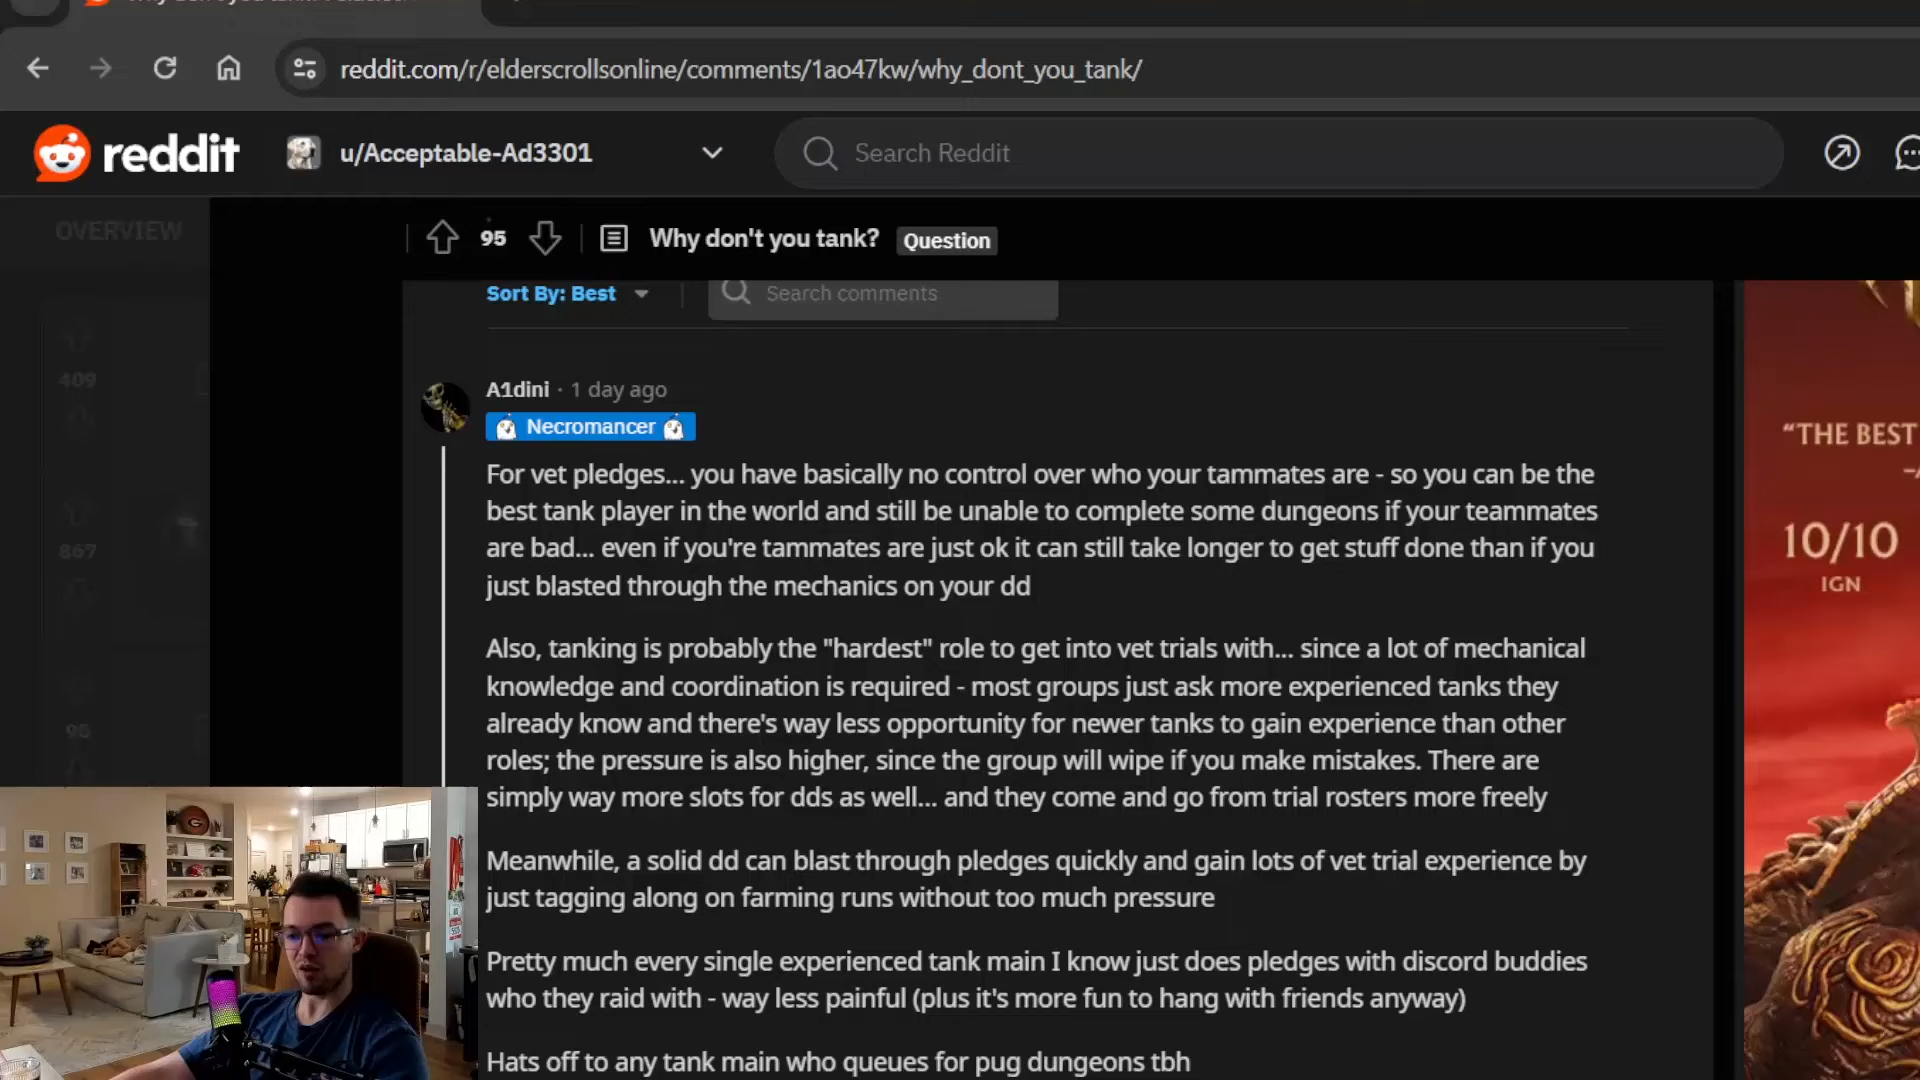 reddit.com/r/elderscrollsonline/comments/1ao47kw/why_dont_you_tank/
reddit
u/Acceptable-Ad3301
Search Reddit
OVERVIEW
95
Why don't you tank?
Question
Sort By: Best
Search comments
409
867
95
A1dini · 1 day ago
Necromancer
For vet pledges... you have basically no control over who your tammates are - so you can be the
best tank player in the world and still be unable to complete some dungeons if your teammates
are bad... even if you're tammates are just ok it can still take longer to get stuff done than if you
just blasted through the mechanics on your dd
Also, tanking is probably the "hardest" role to get into vet trials with... since a lot of mechanical
knowledge and coordination is required - most groups just ask more experienced tanks they
already know and there's way less opportunity for newer tanks to gain experience than other
roles; the pressure is also higher, since the group will wipe if you make mistakes. There are
simply way more slots for dds as well... and they come and go from trial rosters more freely
Meanwhile, a solid dd can blast through pledges quickly and gain lots of vet trial experience by
just tagging along on farming runs without too much pressure
Pretty much every single experienced tank main I know just does pledges with discord buddies
who they raid with - way less painful (plus it's more fun to hang with friends anyway)
Hats off to any tank main who queues for pug dungeons tbh
"THE BEST
10/10
IGN